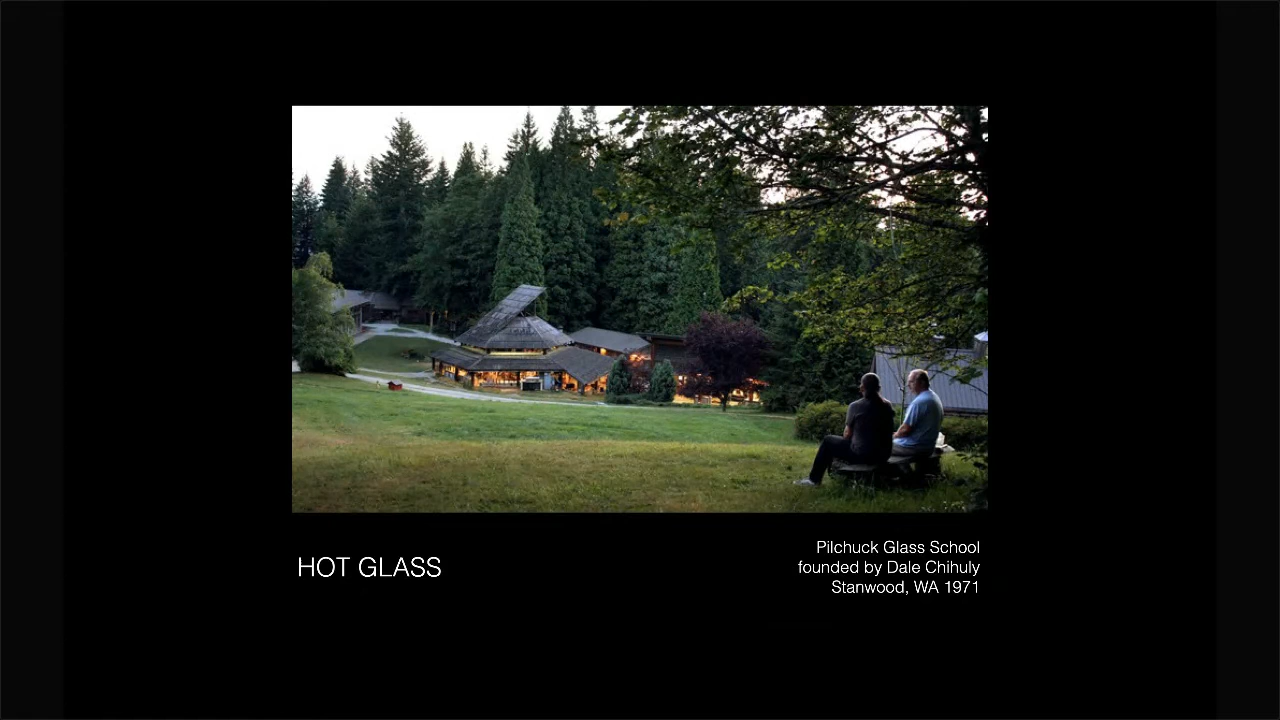 HOT GLASS
Pilchuck Glass School
founded by Dale Chihuly
Stanwood, WA 1971